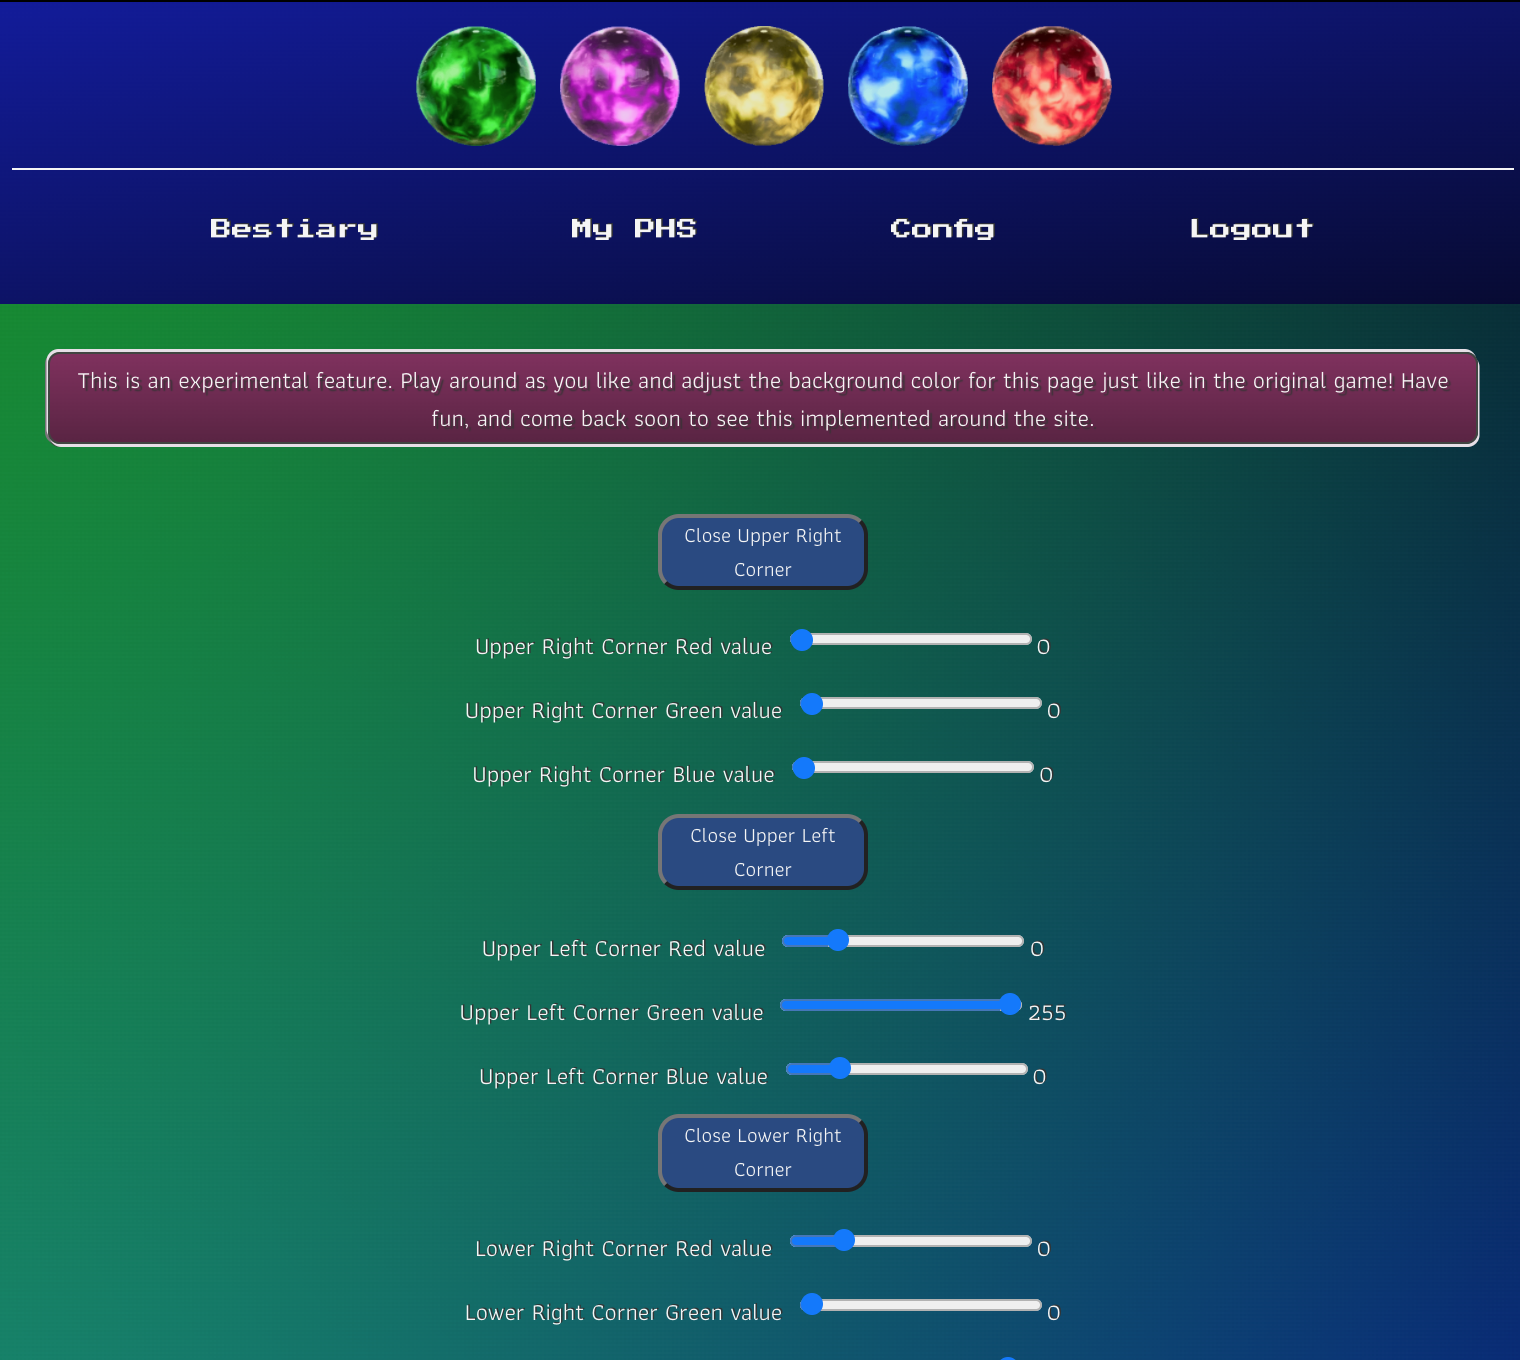 Bestiary
My PHS
Config
Logout
This is an experimental feature. Play around as you like and adjust the background color for this page just like in the original game! Have
fun, and come back soon to see this implemented around the site.
Close Upper Right
Corner
Upper Right Corner Red value 0
Upper Right Corner Green value 0
Upper Right Corner Blue value 0
Close Upper Left
Corner
Upper Left Corner Red value 0
Upper Left Corner Green value 255
Upper Left Corner Blue value 0
Close Lower Right
Corner
Lower Right Corner Red value 0
Lower Right Corner Green value 0